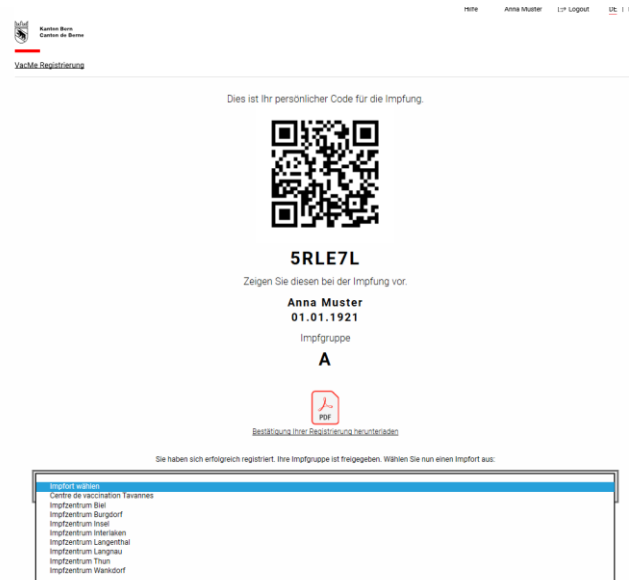 Hilfe Anna Muster Logout DE |
Kanton Bern
Canton de Berne
VacMe Registrierung
Dies ist Ihr persönlicher Code für die Impfung.
5RLE7L
Zeigen Sie diesen bei der Impfung vor.
Anna Muster
01.01.1921
Impfgruppe
A
PDF
Bestätigung Ihrer Registrierung herunterladen
Sie haben sich erfolgreich registriert. Ihre Impfgruppe ist freigegeben. Wählen Sie nun einen Impfort aus:
Impfort wählen
Centre de vaccination Tavannes
Impfzentrum Biel
Impfzentrum Burgdorf
Impfzentrum Insel
Impfzentrum Interlaken
Impfzentrum Langenthal
Impfzentrum Langnau
Impfzentrum Thun
Impfzentrum Wankdorf